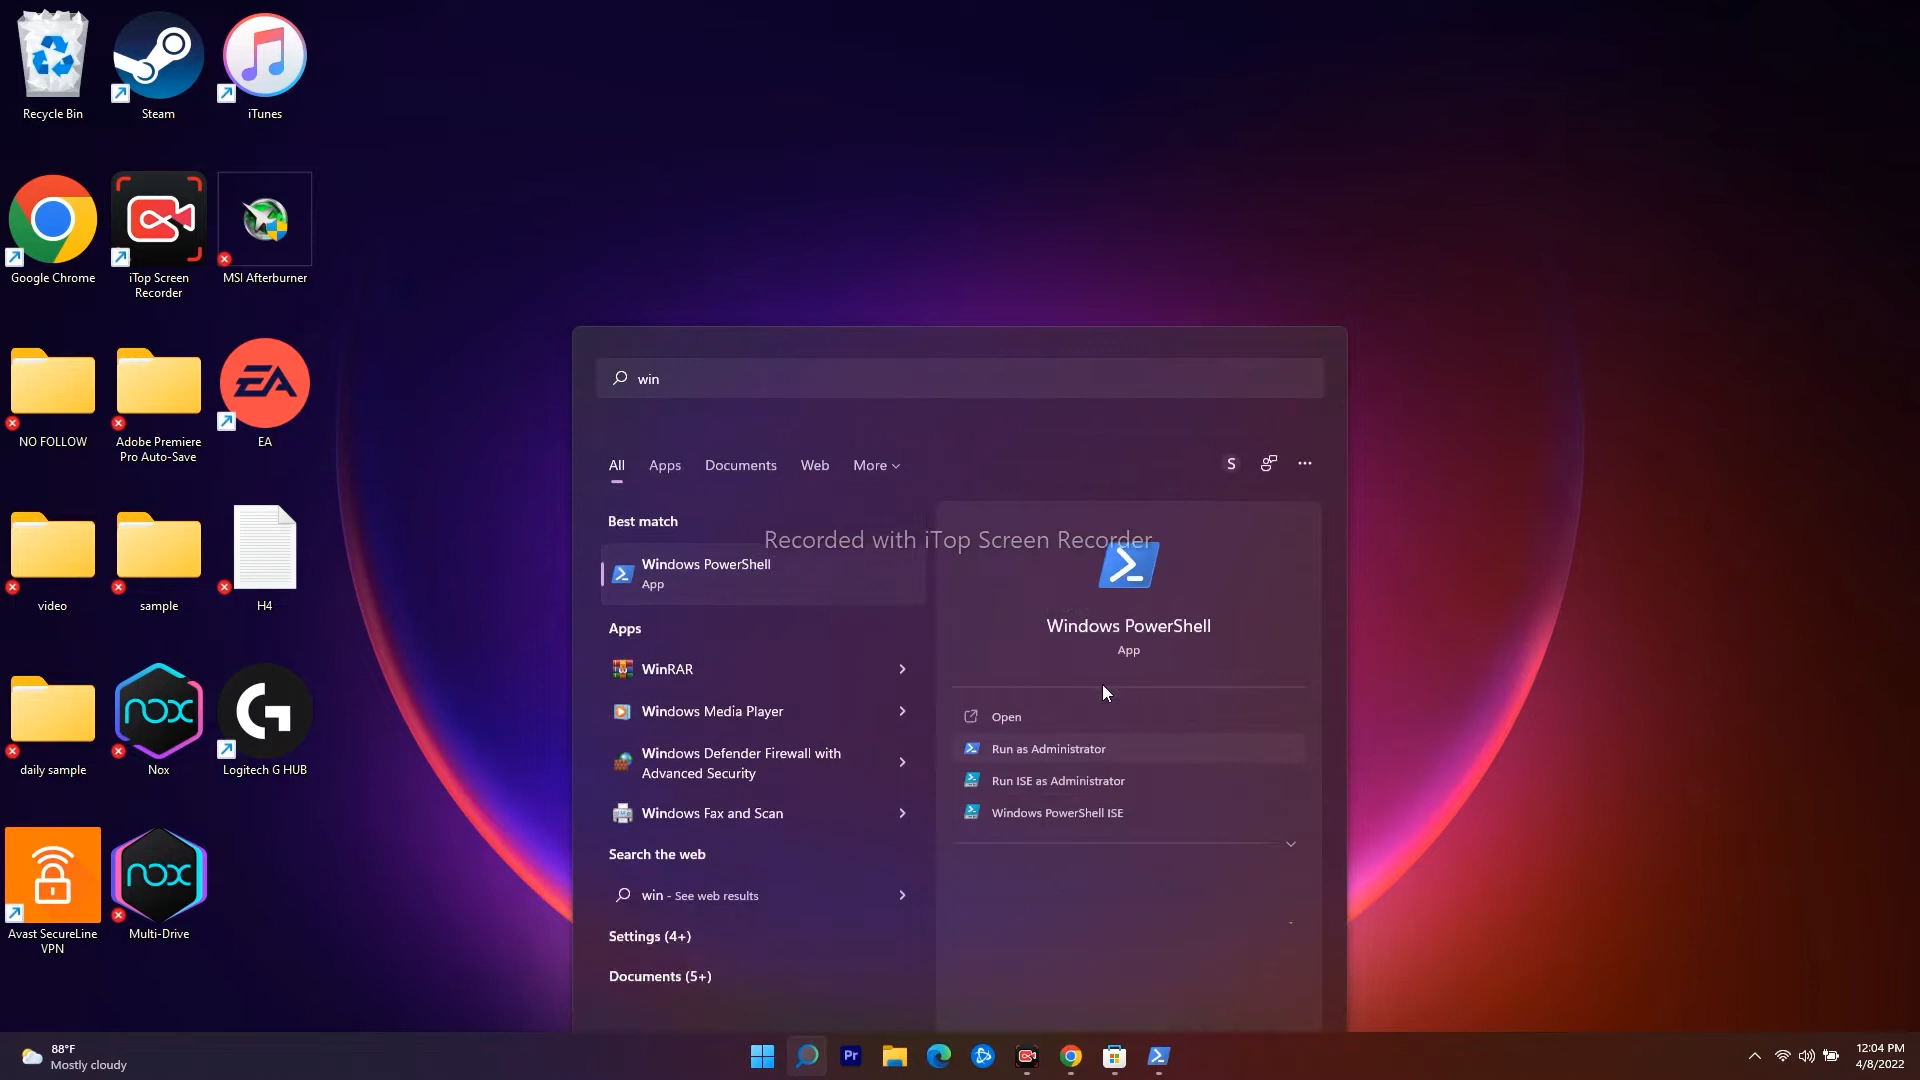 Recycle Bin
Steam
iTunes
Google Chrome
iTop Screen
Recorder
MSI Afterburner
NO FOLLOW
Adobe Premiere
Pro Auto-Save
EA
EA
video
sample
H4
nox
G
daily sample
Nox
Logitech G HUB
nox
Avast SecureLine
VPN
Multi-Drive
win
All
Apps
Documents
Web
More
S
Best match
Recorded with iTop Screen Recorder
Windows PowerShell
App
Apps
WinRAR
Windows Media Player
Windows Defender Firewall with
Advanced Security
Windows Fax and Scan
Search the web
win - See web results
Settings (4+)
Documents (5+)
Windows PowerShell
App
Open
Run as Administrator
Run ISE as Administrator
Windows PowerShell ISE
88°F
Mostly cloudy
Pr
12:04 PM
4/8/2022